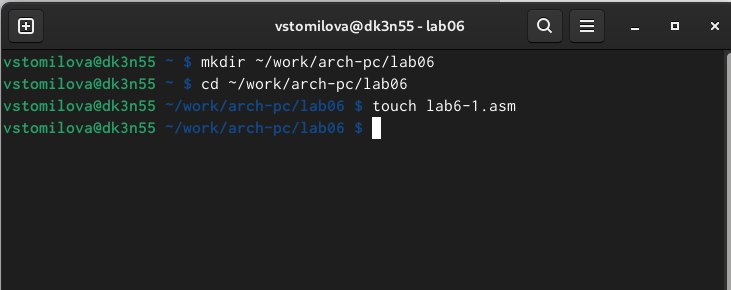 vstomilova@dk3n55 - lab06
vstomilova@dk3n55 ~ $ mkdir ~/work/arch-pc/lab06
vstomilova@dk3n55 ~ $ cd ~/work/arch-pc/lab06
vstomilova@dk3n55 ~/work/arch-pc/lab06 $ touch lab6-1.asm
vstomilova@dk3n55 ~/work/arch-pc/lab06 $